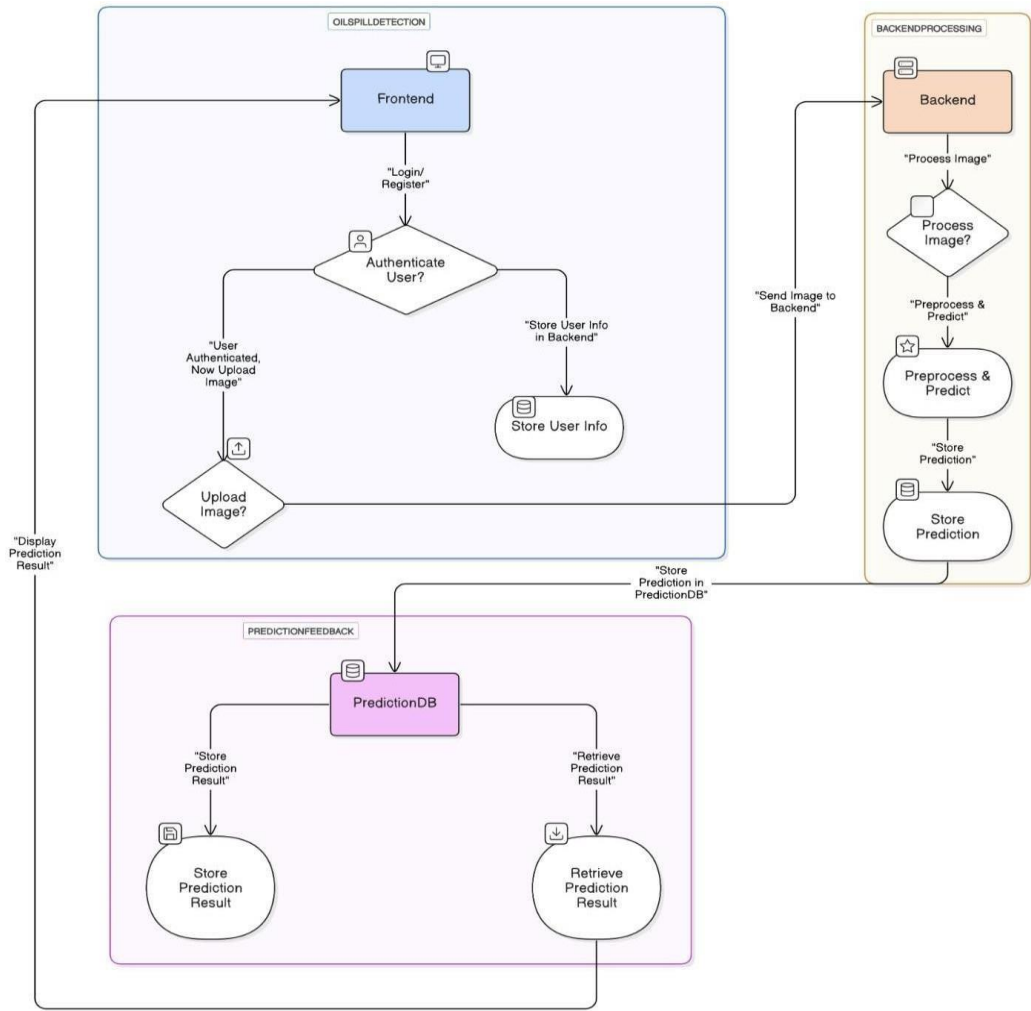 OILSPILLDETECTION
Frontend
"Login/
Register"
Authenticate
User?
"User
Authenticated,
Now Upload
Image"
"Store User Info
in Backend"
Store User Info
Upload
Image?
"Send Image to
Backend"
BACKENDPROCESSING
Backend
"Process Image"
Process
Image?
"Preprocess &
Predict"
Preprocess &
Predict
"Store
Prediction"
Store
Prediction
"Store
Prediction in
PredictionDB"
PREDICTIONFEEDBACK
PredictionDB
"Store
Prediction
Result"
"Retrieve
Prediction
Result"
Store
Prediction
Result
Retrieve
Prediction
Result
"Display
Prediction
Result"